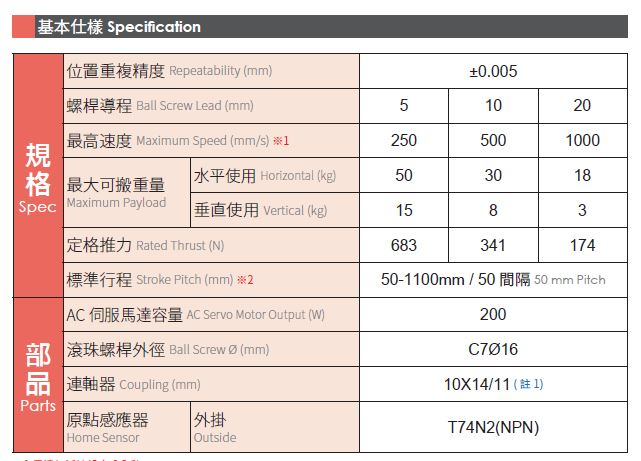 基本仕樣 Specification
規格 Spec
位置重複精度 Repeatability (mm) ±0.005
螺桿導程 Ball Screw Lead (mm) 5 10 20
最高速度 Maximum Speed (mm/s) ※1 250 500 1000
最大可搬重量 Maximum Payload
水平使用 Horizontal (kg) 50 30 18
垂直使用 Vertical (kg) 15 8 3
定格推力 Rated Thrust (N) 683 341 174
標準行程 Stroke Pitch (mm) ※2 50-1100mm / 50 間隔 50 mm Pitch
部品 Parts
AC 伺服馬達容量 AC Servo Motor Output (W) 200
滾珠螺桿外徑 Ball Screw Ø (mm) C7Ø16
連軸器 Coupling (mm) 10X14/11 ( 註 1)
原點感應器 Home Sensor
外掛 Outside T74N2(NPN)